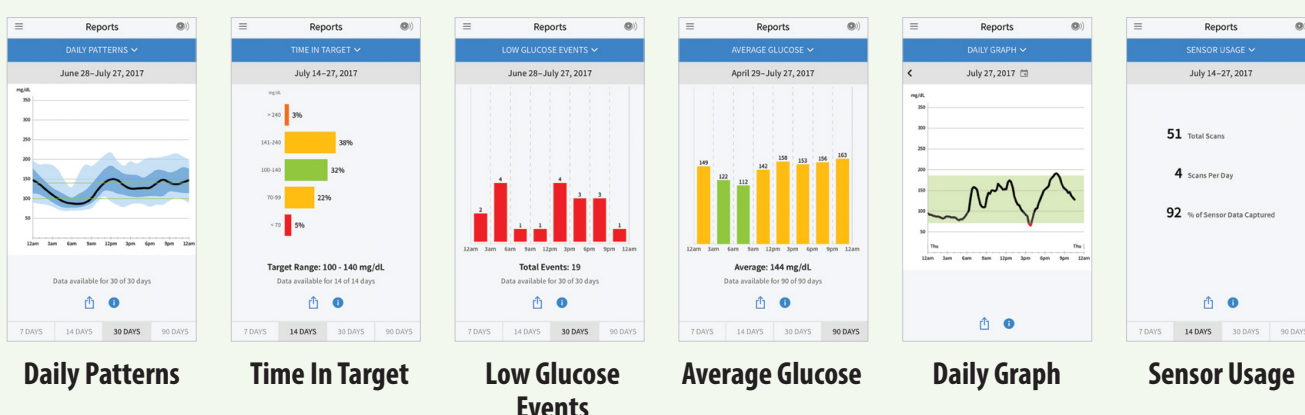 Reports
DAILY PATTERNS
June 28–July 27, 2017
mg/dL
350
300
250
200
150
100
50
12am 3am 6am 9am 12pm 3pm 6pm 9pm 12am
Data available for 30 of 30 days
7 DAYS 14 DAYS 30 DAYS 90 DAYS
Daily Patterns
Reports
TIME IN TARGET
July 14–27, 2017
mg/dL
> 240 3%
141-240 38%
100-140 32%
70-99 22%
< 70 5%
Target Range: 100 - 140 mg/dL
Data available for 14 of 14 days
7 DAYS 14 DAYS 30 DAYS 90 DAYS
Time In Target
Reports
LOW GLUCOSE EVENTS
June 28–July 27, 2017
2 4 1 1 4 3 3 1
12am 3am 6am 9am 12pm 3pm 6pm 9pm 12am
Total Events: 19
Data available for 30 of 30 days
7 DAYS 14 DAYS 30 DAYS 90 DAYS
Low Glucose
Events
Reports
AVERAGE GLUCOSE
April 29–July 27, 2017
149 122 112 142 158 153 156 163
12am 3am 6am 9am 12pm 3pm 6pm 9pm 12am
Average: 144 mg/dL
Data available for 90 of 90 days
7 DAYS 14 DAYS 30 DAYS 90 DAYS
Average Glucose
Reports
DAILY GRAPH
July 27, 2017
mg/dL
350
300
250
200
150
100
50
Thu Thu
12am 3am 6am 9am 12pm 3pm 6pm 9pm 12am
Daily Graph
Reports
SENSOR USAGE
July 14–27, 2017
51 Total Scans
4 Scans Per Day
92 % of Sensor Data Captured
7 DAYS 14 DAYS 30 DAYS 90 DAYS
Sensor Usage